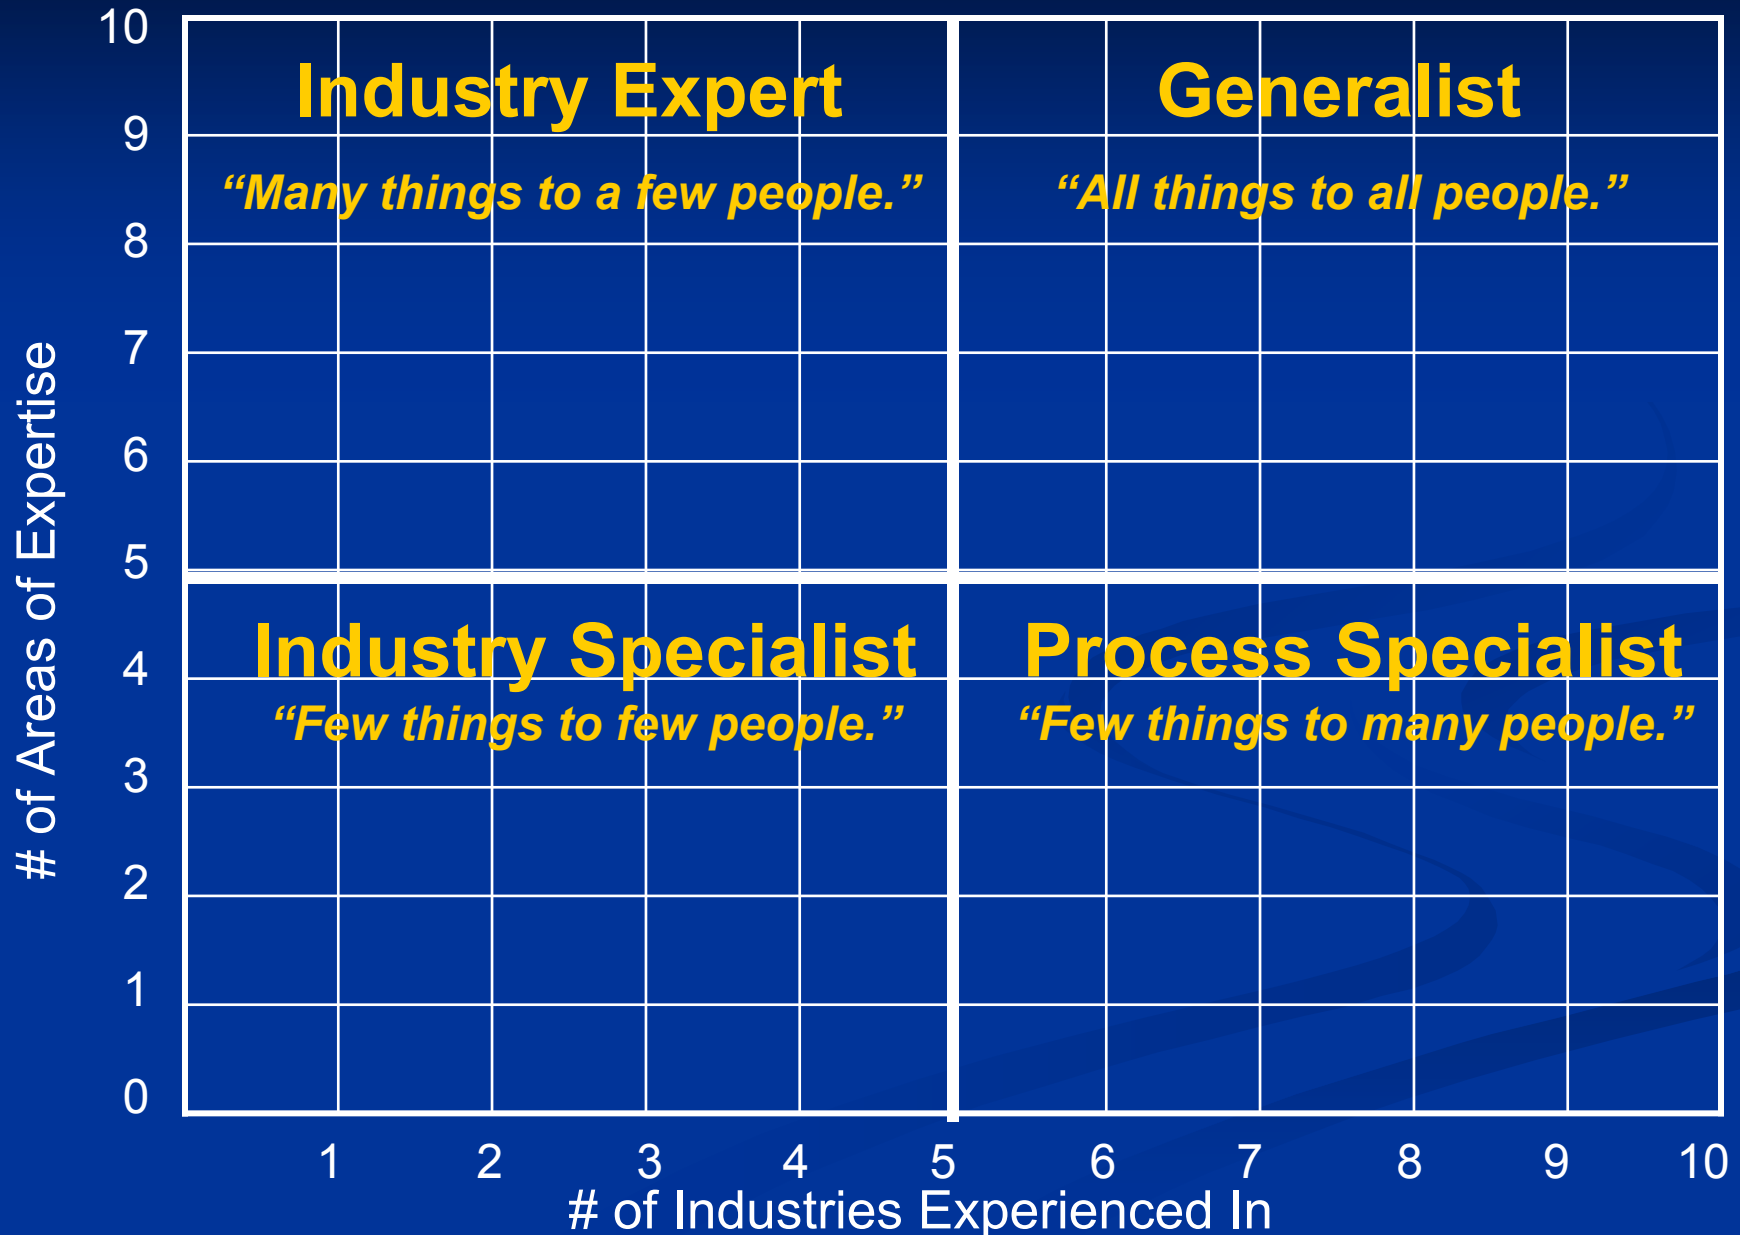 10
Industry Expert
Generalist
9
“Many things to a few people.”
“All things to all people.”
8
7
6
5
Industry Specialist
Process Specialist
4
“Few things to few people.”
“Few things to many people.”
3
2
1
0
# of Areas of Expertise
1 2 3 4 5 6 7 8 9 10
# of Industries Experienced In